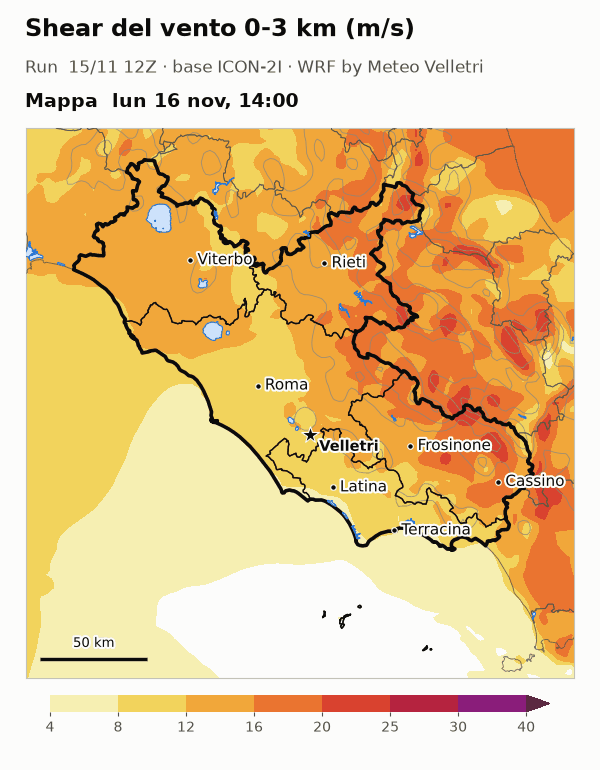 Shear del vento 0-3 km (m/s)
Run  15/11 12Z · base ICON-2I · WRF by Meteo Velletri
Mappa  lun 16 nov, 14:00
Viterbo
Rieti
Roma
Velletri
Frosinone
Latina
Cassino
Terracina
50 km
4 8 12 16 20 25 30 40